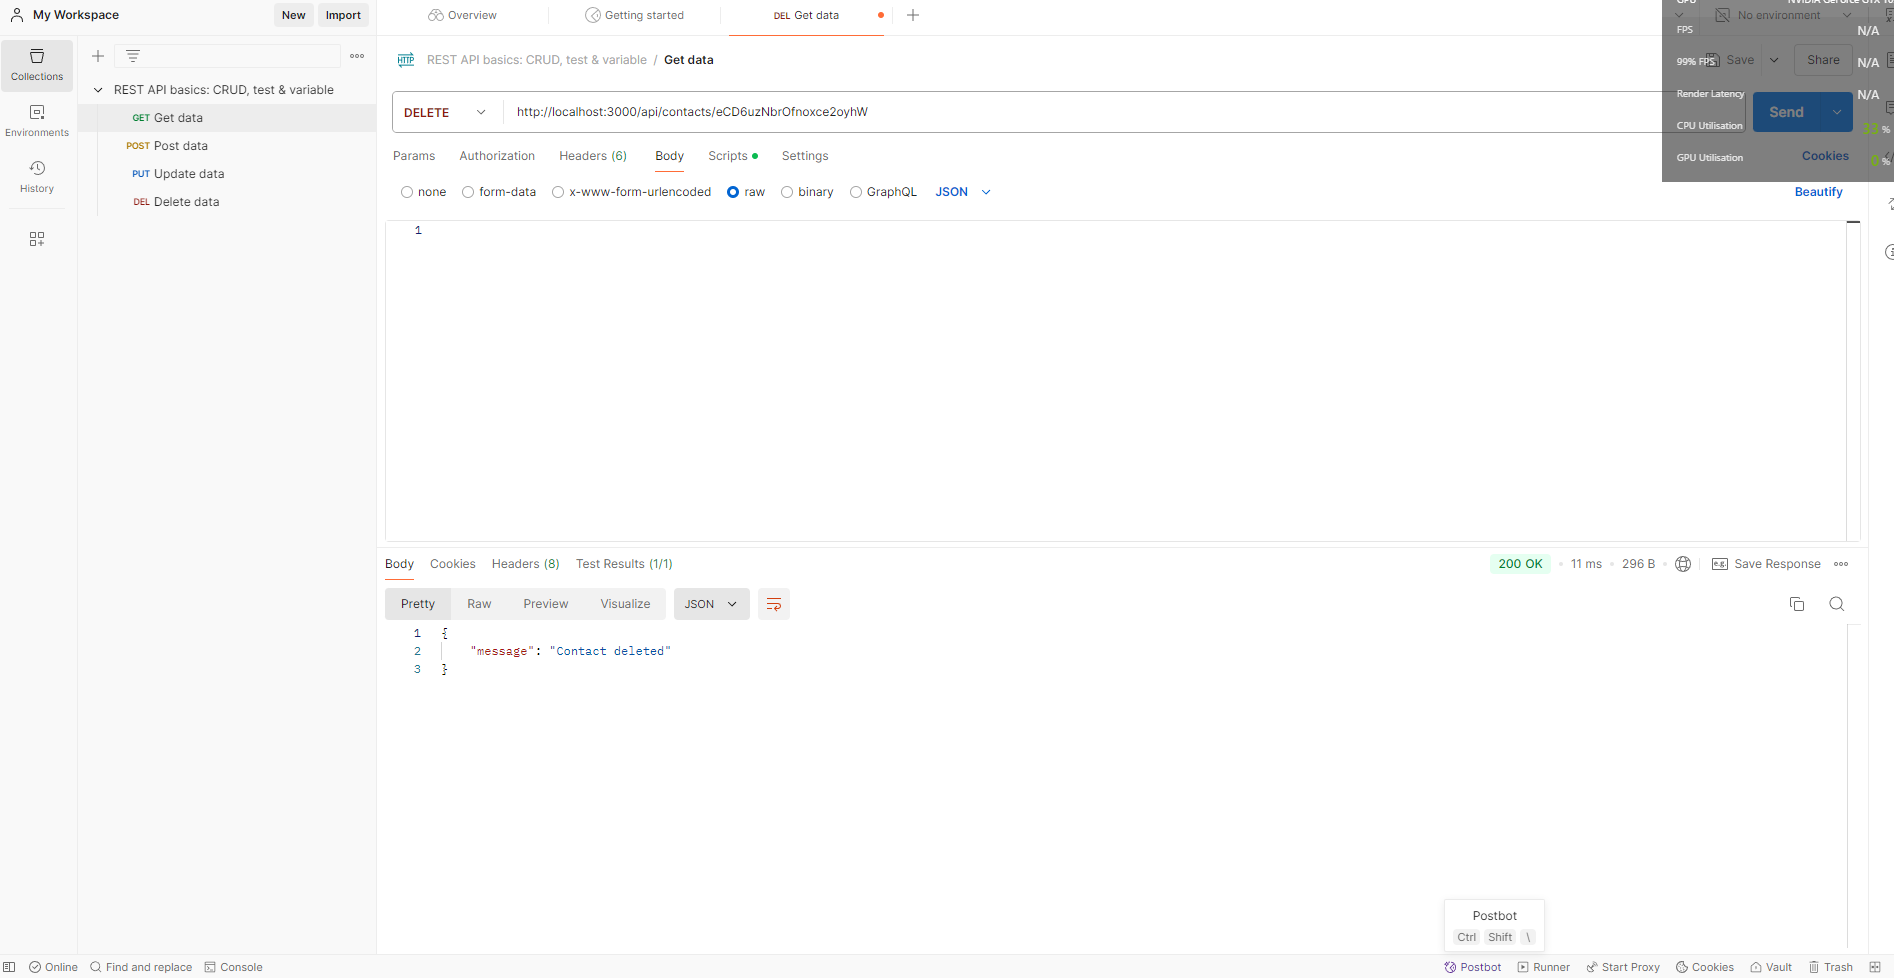 My Workspace
New
Import
Overview
Getting started
DEL Get data
No environment
Collections
Environments
History
REST API basics: CRUD, test & variable
GET Get data
POST Post data
PUT Update data
DEL Delete data
HTTP REST API basics: CRUD, test & variable / Get data
Save
Share
DELETE
http://localhost:3000/api/contacts/eCD6uzNbrOfnoxce2oyhW
Send
FPS N/A
99% FPS N/A
Render Latency N/A
CPU Utilisation 33 %
GPU Utilisation 0 %
Params
Authorization
Headers (6)
Body
Scripts
Settings
Cookies
none
form-data
x-www-form-urlencoded
raw
binary
GraphQL
JSON
Beautify
1
Body
Cookies
Headers (8)
Test Results (1/1)
200 OK
11 ms
296 B
e.g.
Save Response
Pretty
Raw
Preview
Visualize
JSON
1 {
2 "message": "Contact deleted"
3 }
Postbot
Ctrl Shift \
Online
Find and replace
Console
Postbot
Runner
Start Proxy
Cookies
Vault
Trash